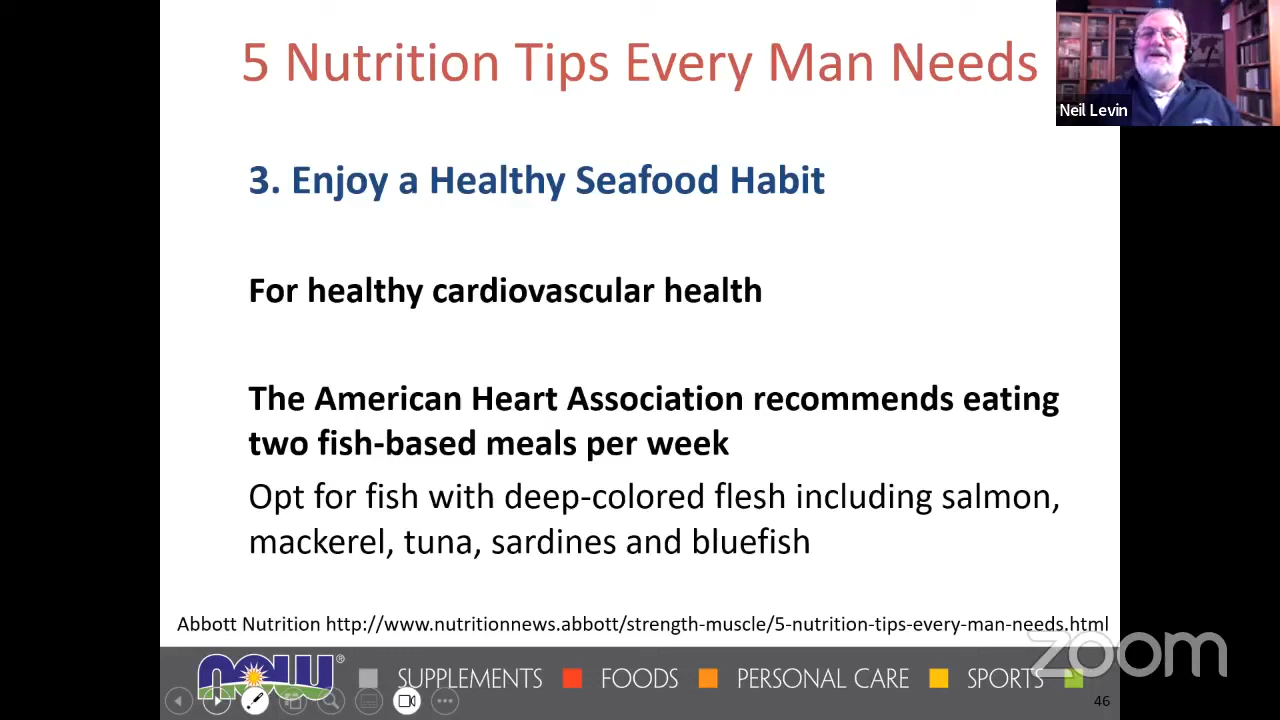 5 Nutrition Tips Every Man Needs
Neil Levin
3. Enjoy a Healthy Seafood Habit
For healthy cardiovascular health
The American Heart Association recommends eating
two fish-based meals per week
Opt for fish with deep-colored flesh including salmon,
mackerel, tuna, sardines and bluefish
Abbott Nutrition http://www.nutritionnews.abbott/strength-muscle/5-nutrition-tips-every-man-needs.html
NOW® SUPPLEMENTS FOODS PERSONAL CARE SPORTS
zoom
46